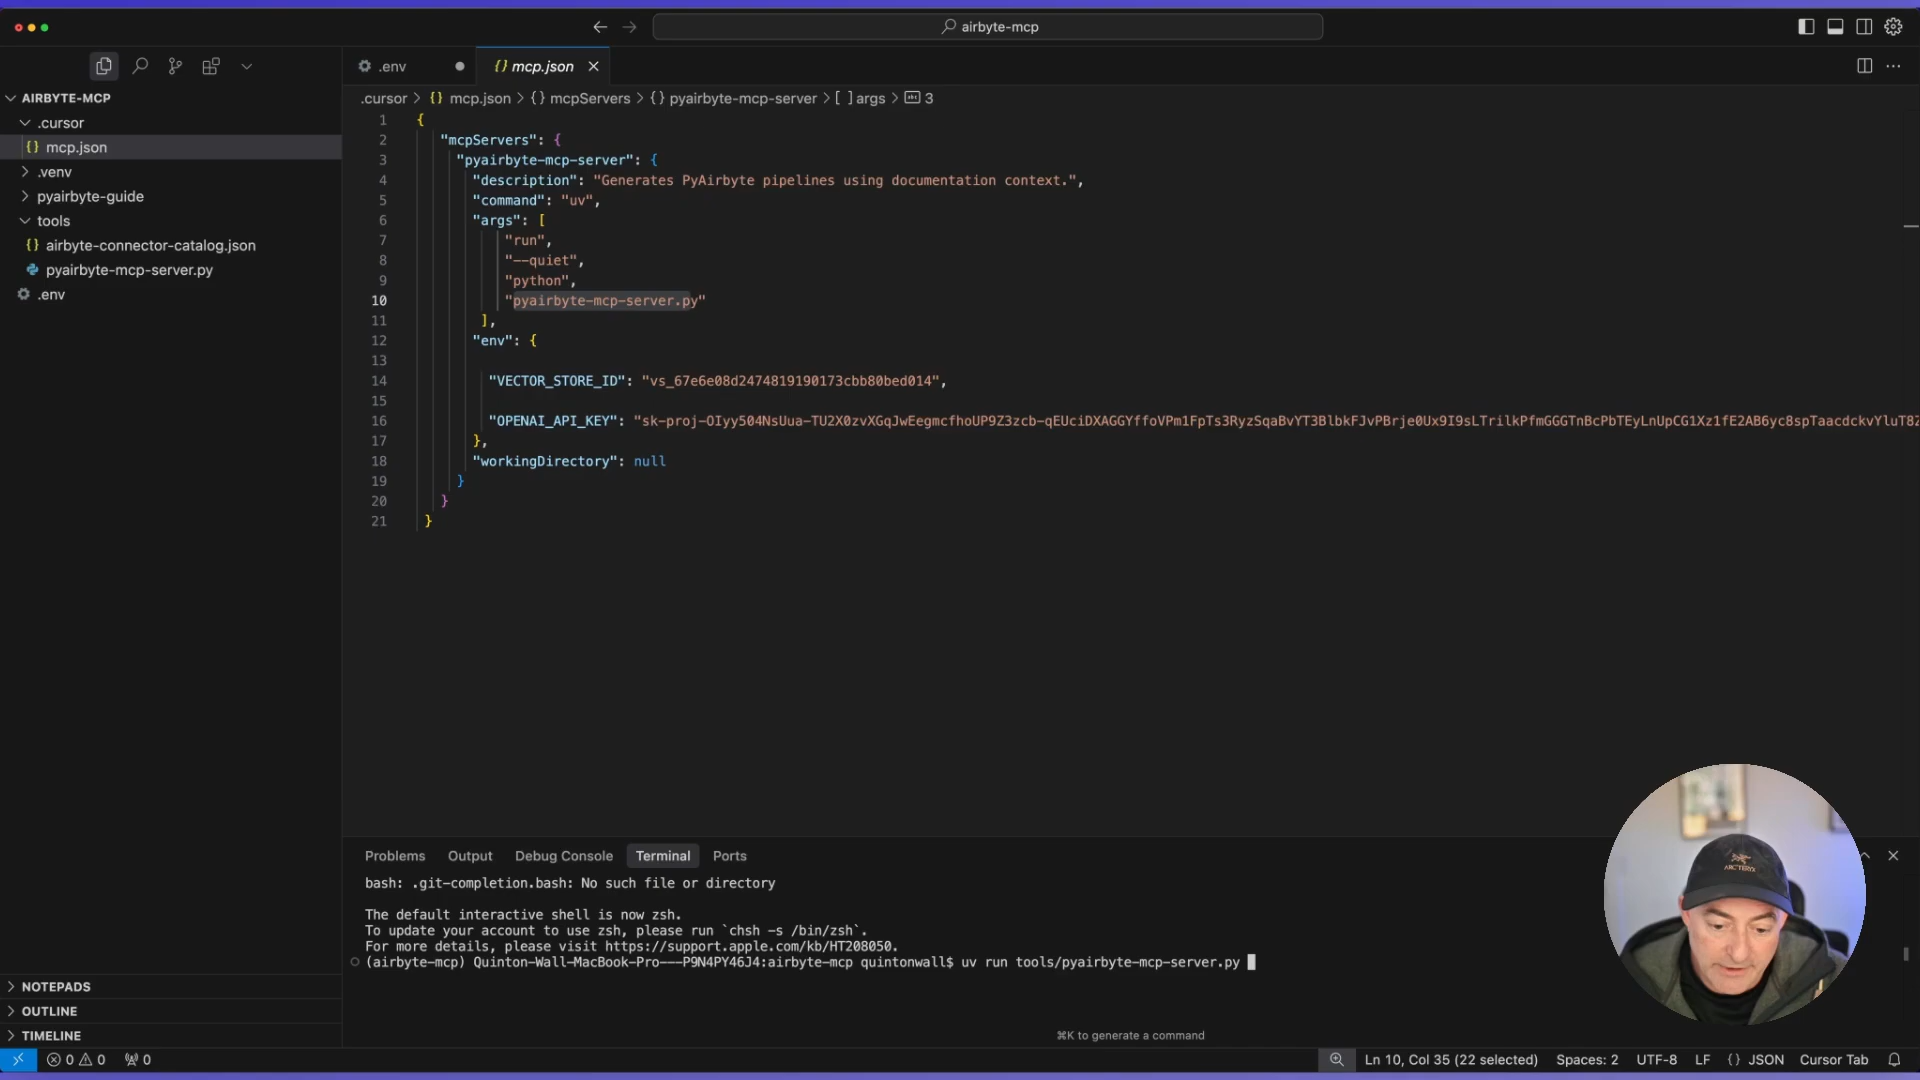 airbyte-mcp
.env
{} mcp.json
AIRBYTE-MCP
.cursor
{} mcp.json
.venv
pyairbyte-guide
tools
{} airbyte-connector-catalog.json
pyairbyte-mcp-server.py
.env
.cursor > {} mcp.json > {} mcpServers > {} pyairbyte-mcp-server > [ ] args > abc 3
1 {
2 "mcpServers": {
3 "pyairbyte-mcp-server": {
4 "description": "Generates PyAirbyte pipelines using documentation context.",
5 "command": "uv",
6 "args": [
7 "run",
8 "--quiet",
9 "python",
10 "pyairbyte-mcp-server.py"
11 ],
12 "env": {
13
14 "VECTOR_STORE_ID": "vs_67e6e08d2474819190173cbb80bed014",
15
16 "OPENAI_API_KEY":
17 },
18 "workingDirectory": null
19 }
20 }
21 }
Problems Output Debug Console Terminal Ports
bash: .git-completion.bash: No such file or directory
The default interactive shell is now zsh.
To update your account to use zsh, please run `chsh -s /bin/zsh`.
For more details, please visit https://support.apple.com/kb/HT208050.
(airbyte-mcp) Quinton-Wall-MacBook-Pro---P9N4PY46J4:airbyte-mcp quintonwall$ uv run tools/pyairbyte-mcp-server.py
⌘K to generate a command
ARC'TERYX
NOTEPADS
OUTLINE
TIMELINE
0 0 0
Ln 10, Col 35 (22 selected) Spaces: 2 UTF-8 LF {} JSON Cursor Tab